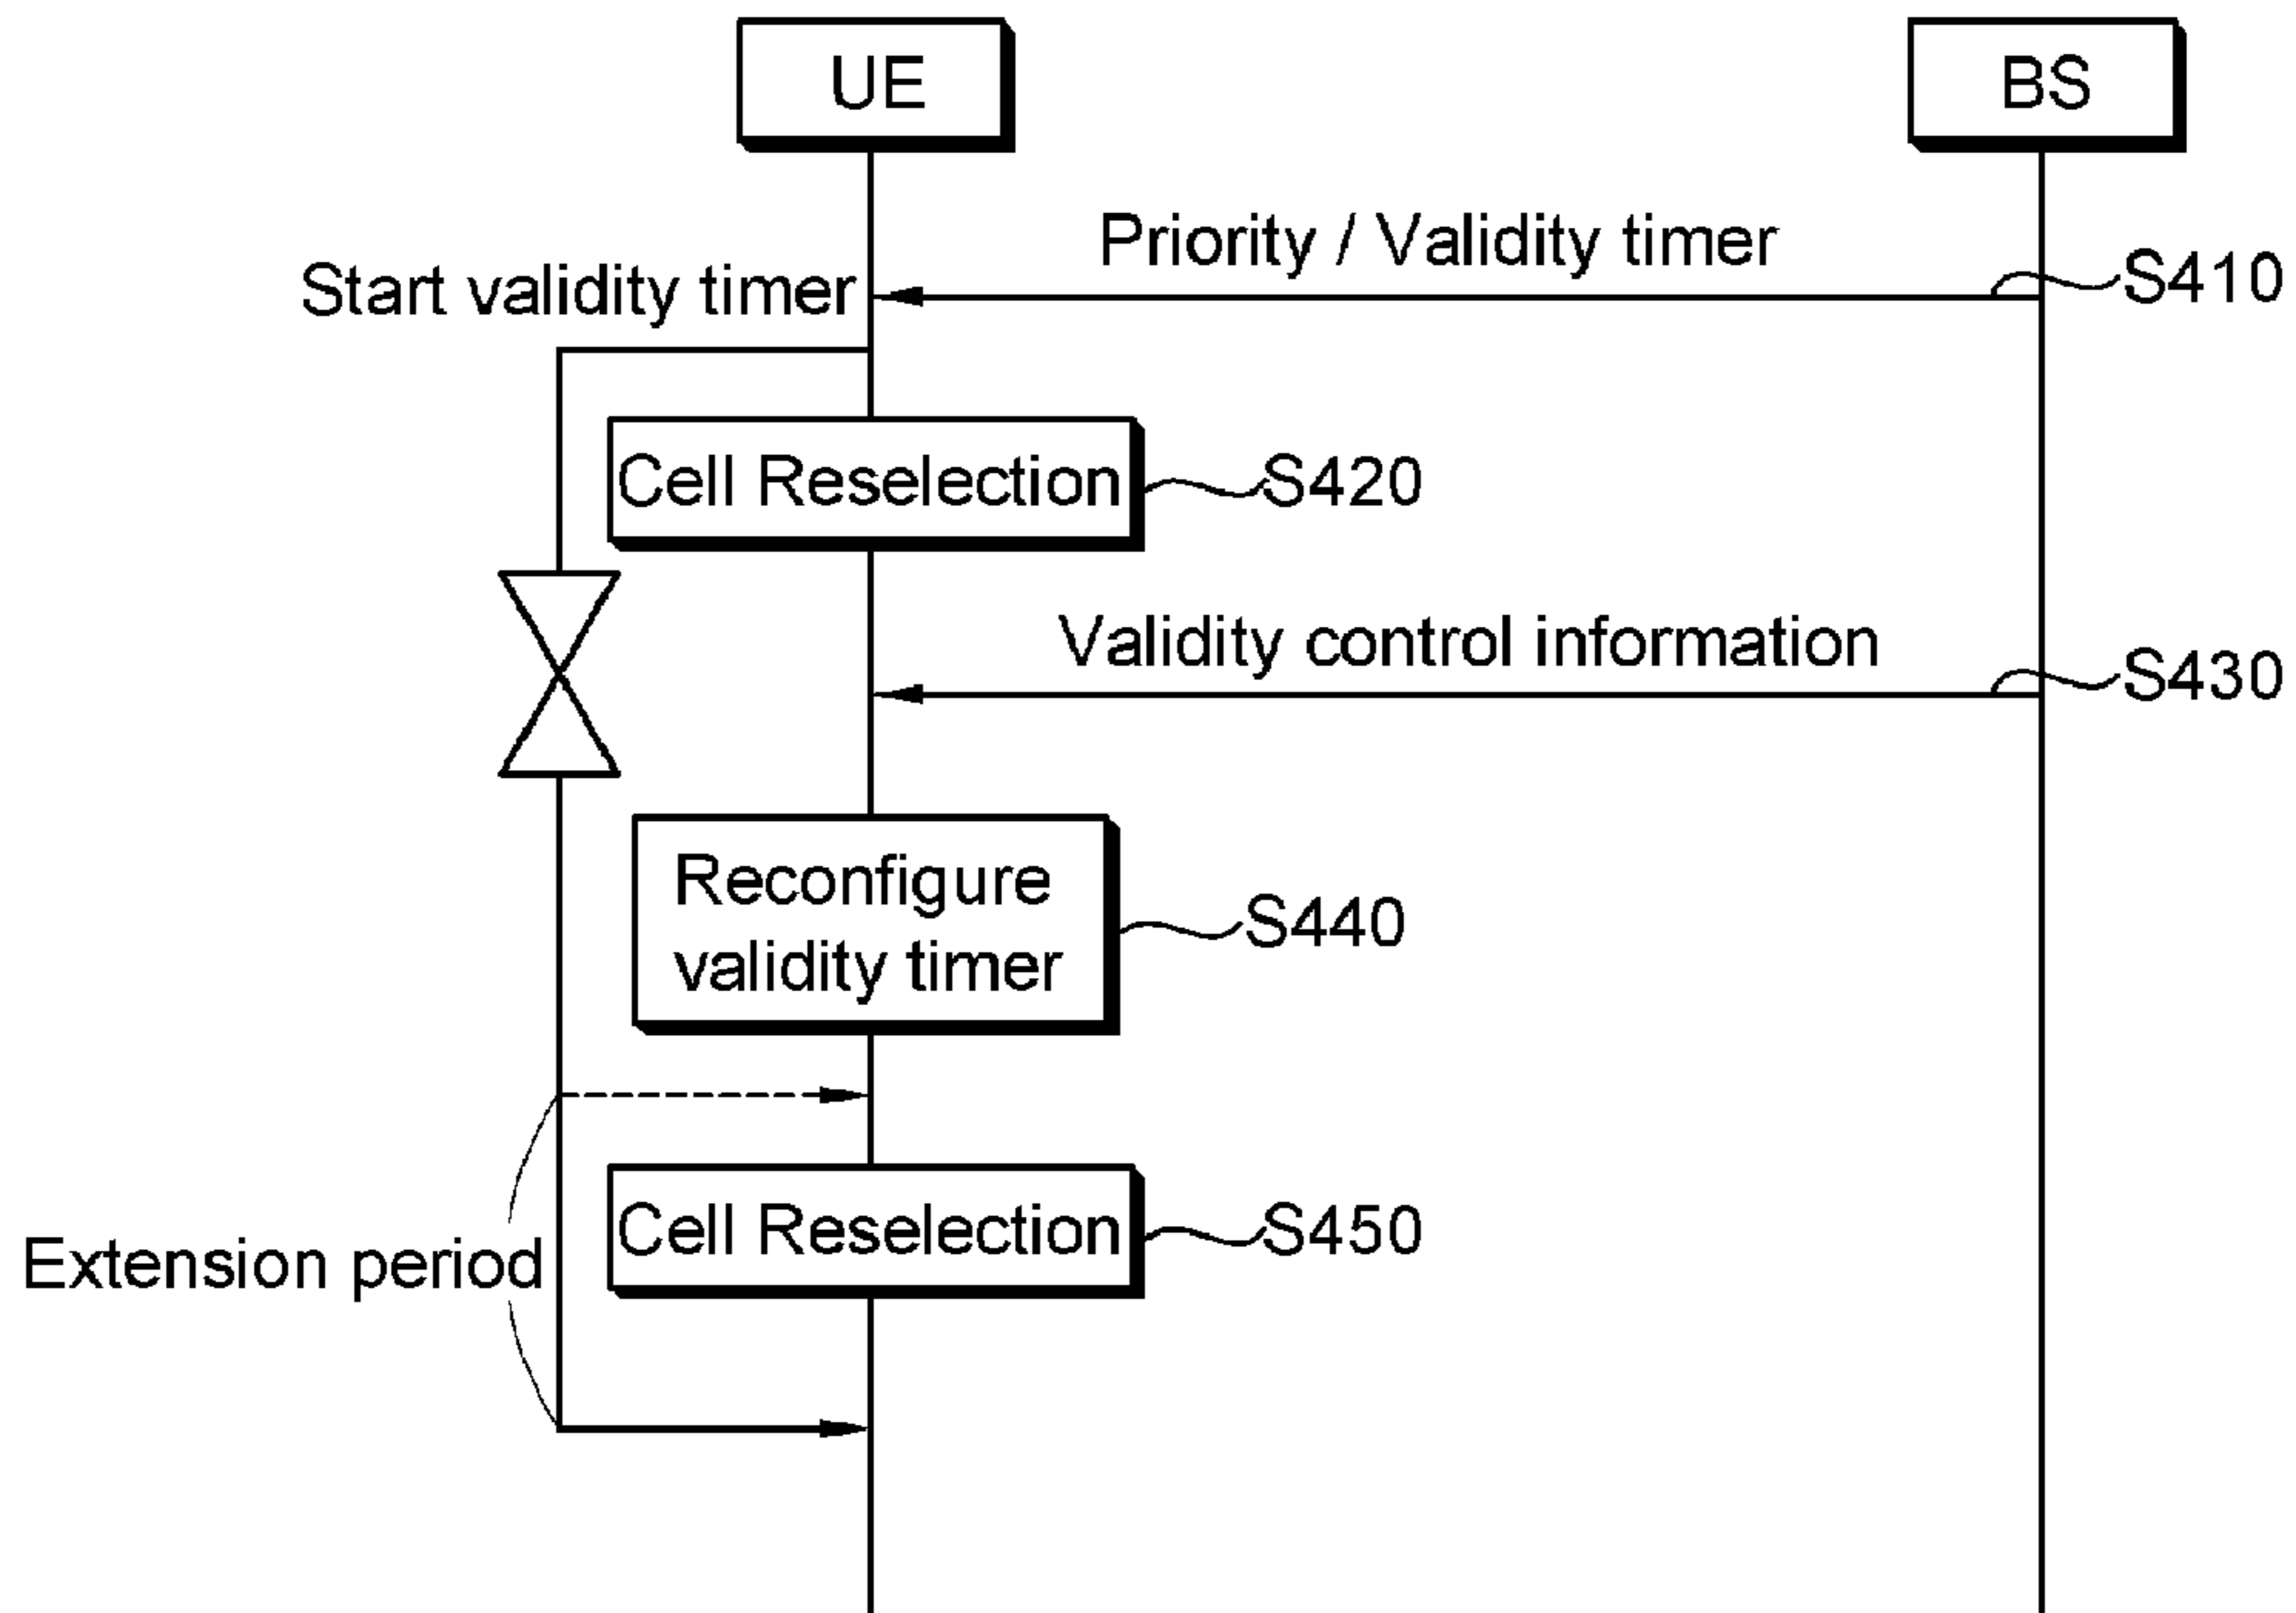 UE
BS
Priority / Validity timer
Start validity timer
S410
Cell Reselection
S420
Validity control information
S430
Reconfigure
validity timer
S440
Cell Reselection
S450
Extension period